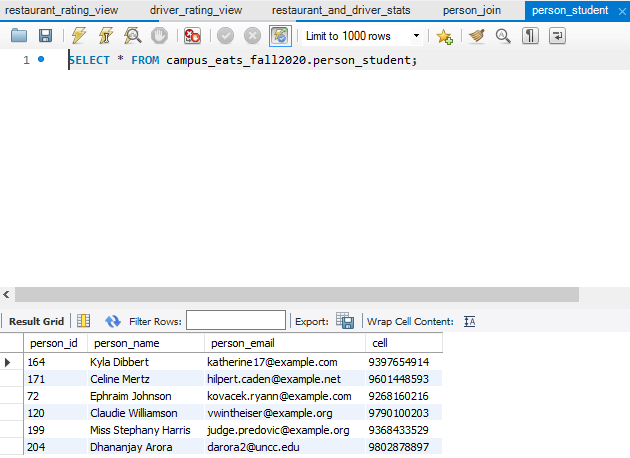 restaurant_rating_view driver_rating_view restaurant_and_driver_stats person_join person_student
Limit to 1000 rows
1 SELECT * FROM campus_eats_fall2020.person_student;
Result Grid Filter Rows: Export: Wrap Cell Content:
person_id person_name person_email cell
164 Kyla Dibbert katherine17@example.com 9397654914
171 Celine Mertz hilpert.caden@example.net 9601448593
72 Ephraim Johnson kovacek.ryann@example.com 9268160216
120 Claudie Williamson vwintheiser@example.org 9790100203
199 Miss Stephany Harris judge.predovic@example.org 9368433529
204 Dhananjay Arora darora2@uncc.edu 9802878897